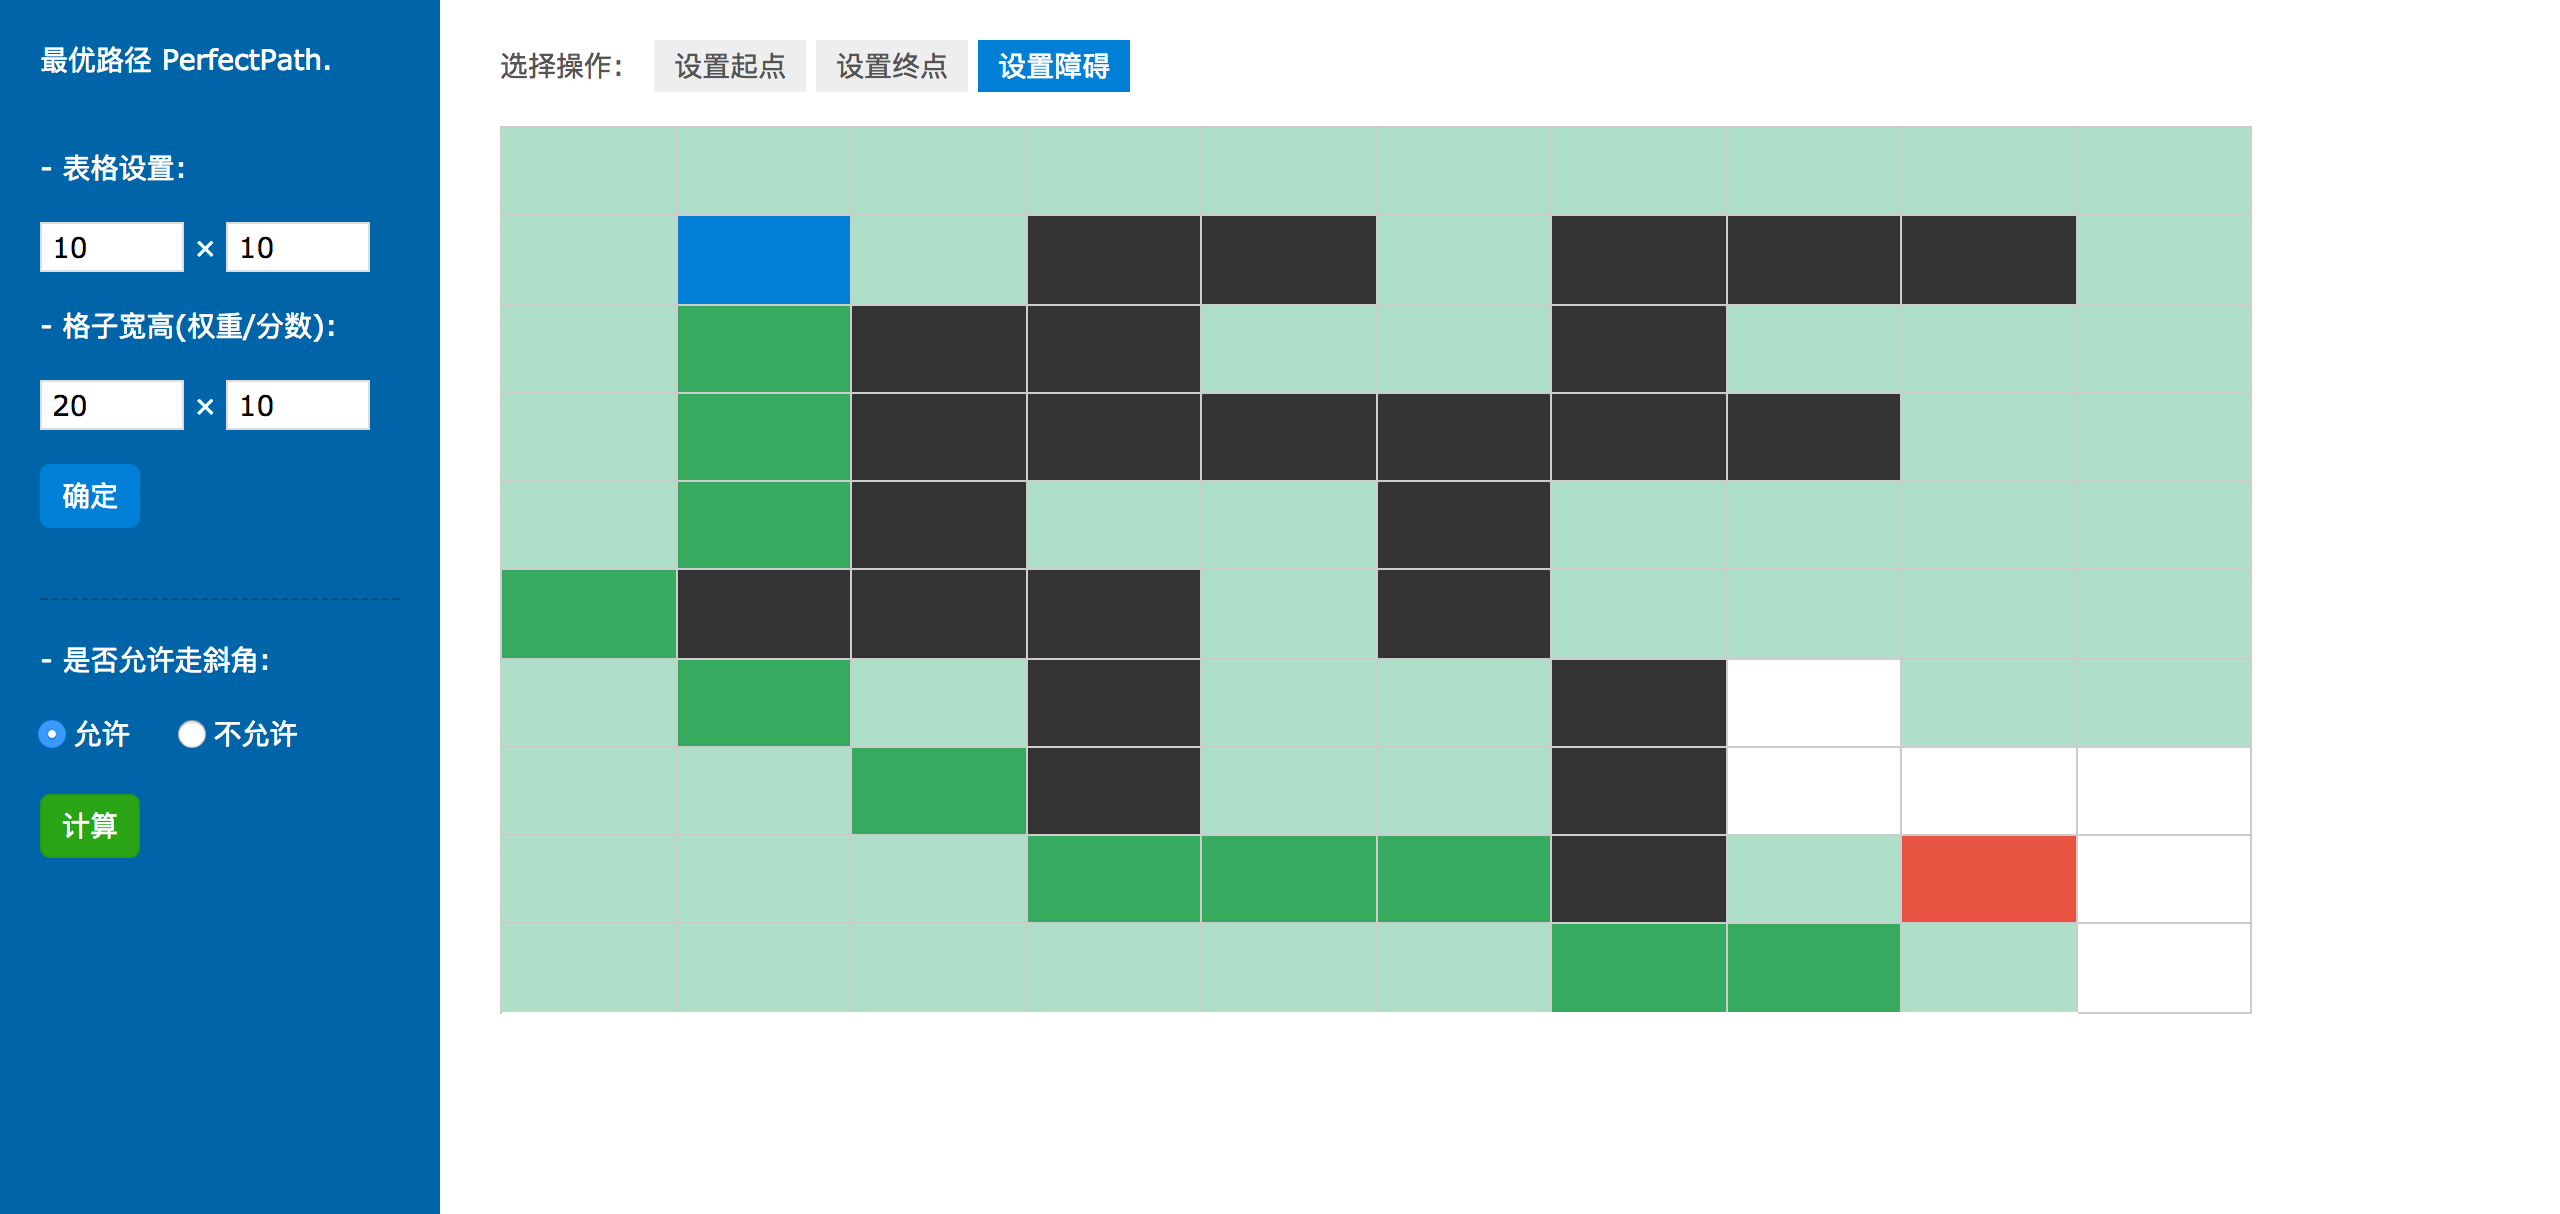 最优路径 PerfectPath.
- 表格设置:
10 × 10
- 格子宽高(权重/分数):
20 × 10
确定
- 是否允许走斜角:
允许 不允许
计算
选择操作: 设置起点 设置终点 设置障碍